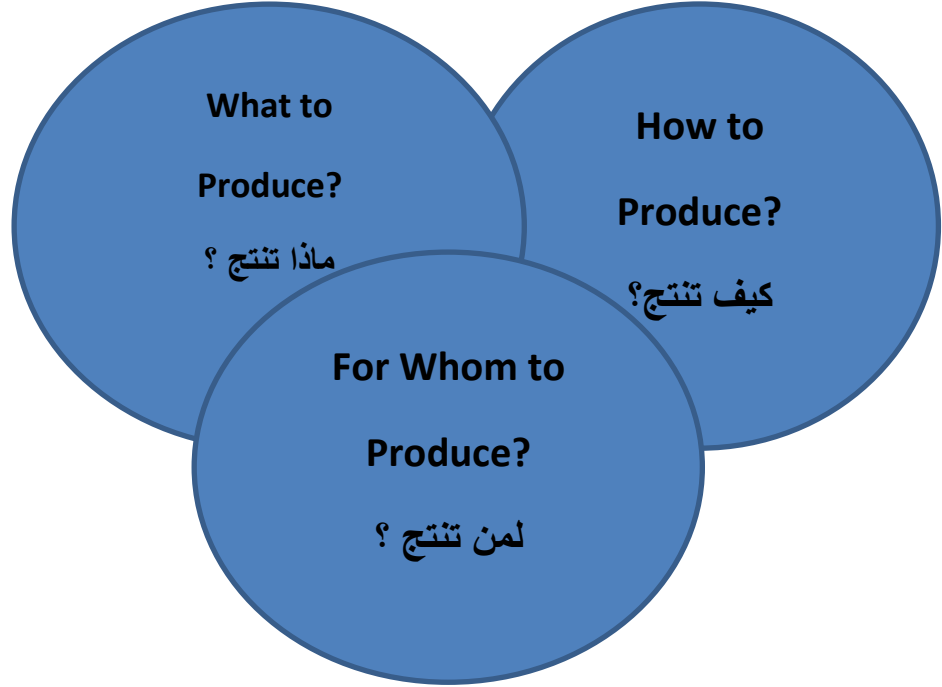 What to
Produce?
ماذا تنتج ؟
How to
Produce?
كيف تنتج؟
For Whom to
Produce?
لمن تنتج ؟